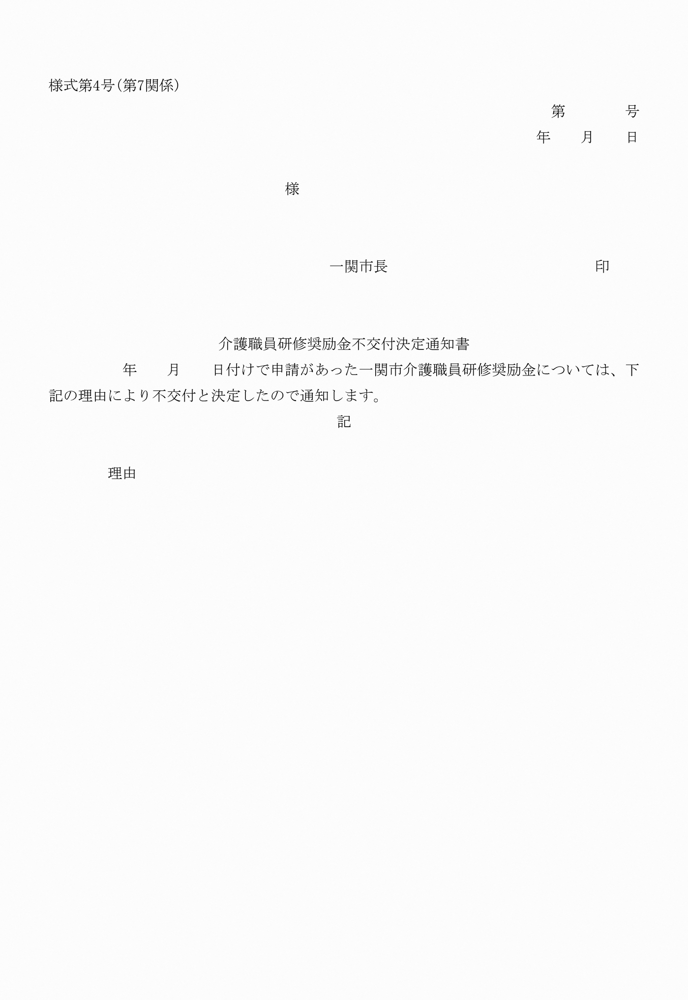 様式第4号(第7関係)
第　　　　号
年　　月　　日
様
一関市長　　　　　　　　　　　　　　印
介護職員研修奨励金不交付決定通知書
年　　月　　日付けで申請があった一関市介護職員研修奨励金については、下
記の理由により不交付と決定したので通知します。
記
理由